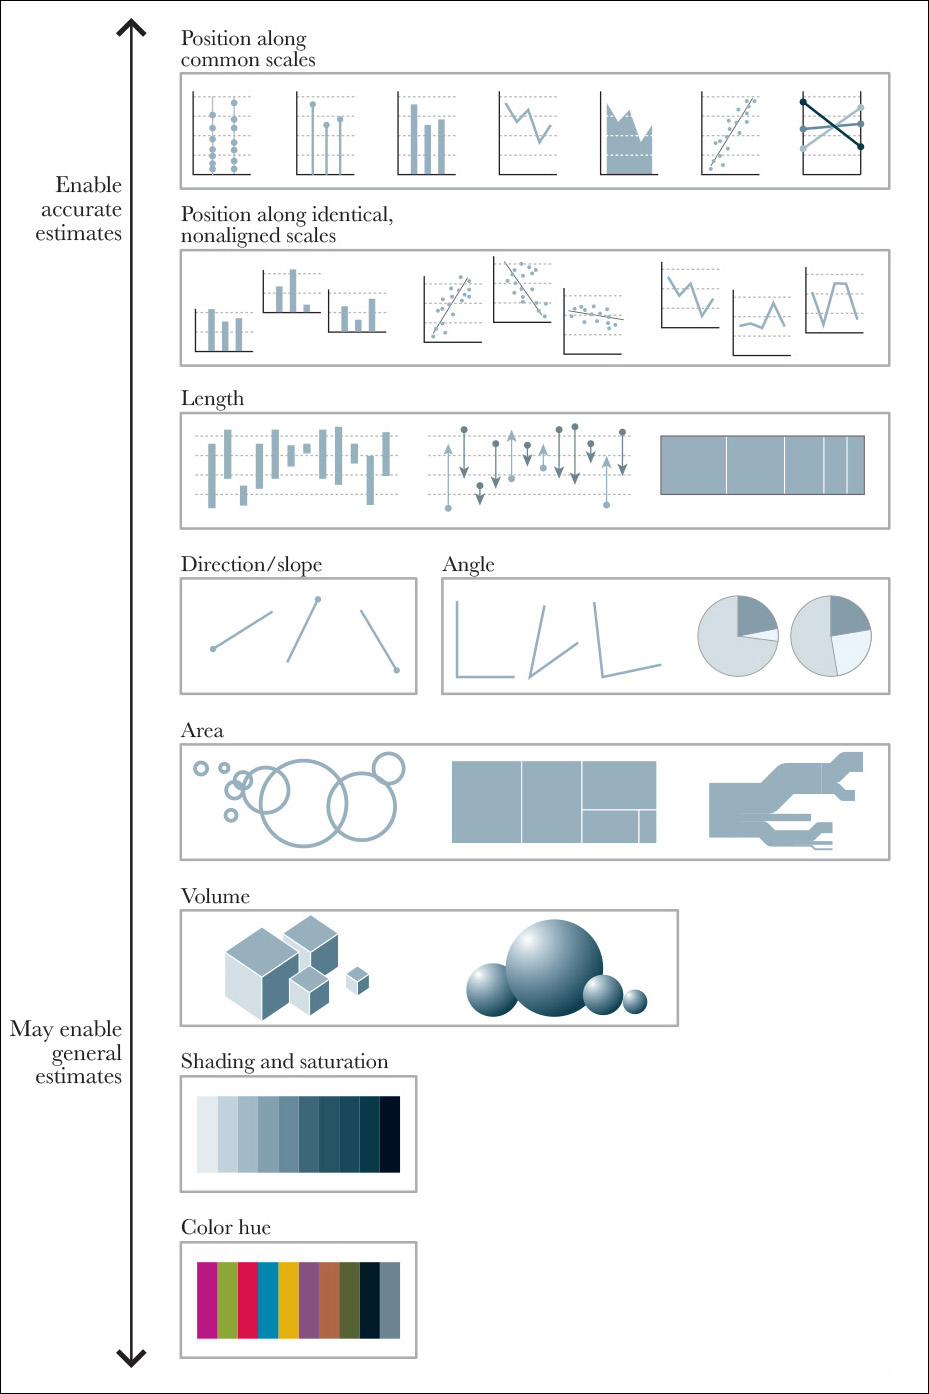 Position along
common scales
Enable
accurate
estimates
Position along identical,
nonaligned scales
Length
Direction/slope
Angle
Area
Volume
May enable
general
estimates
Shading and saturation
Color hue